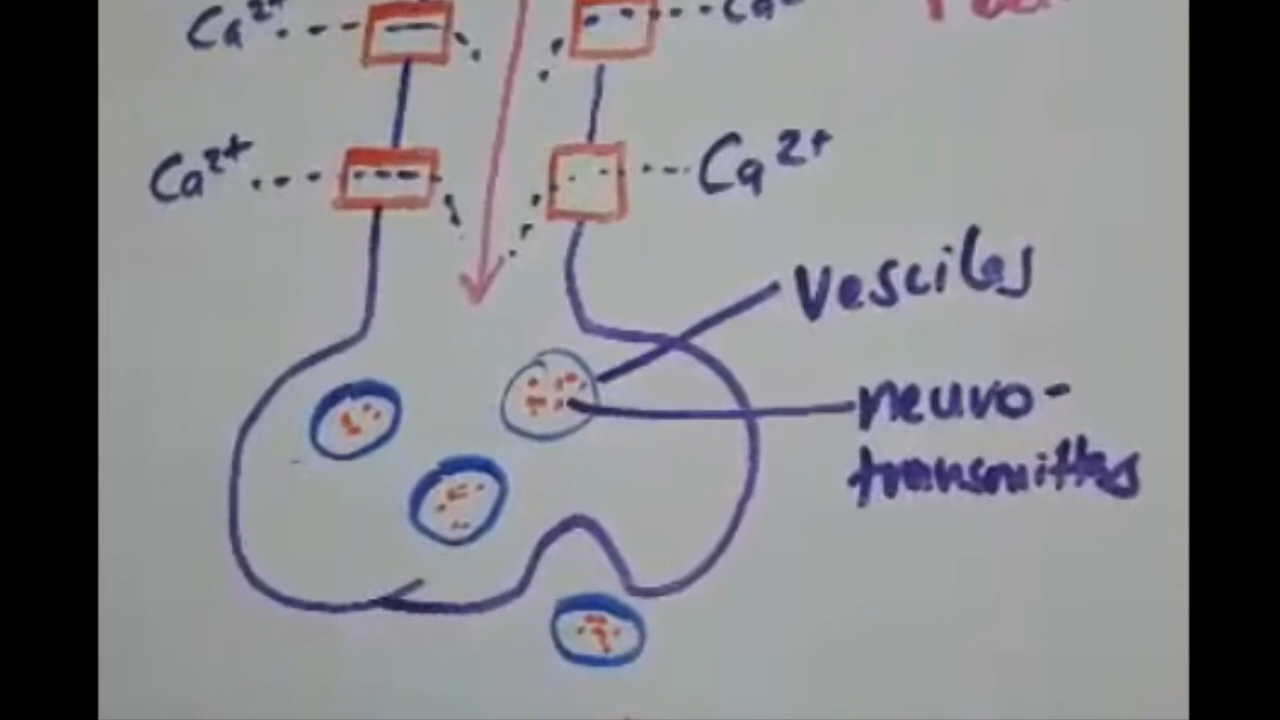 Ca²⁺
Ca²⁺
Ca²⁺
Vesciles
neuro-
transmitters